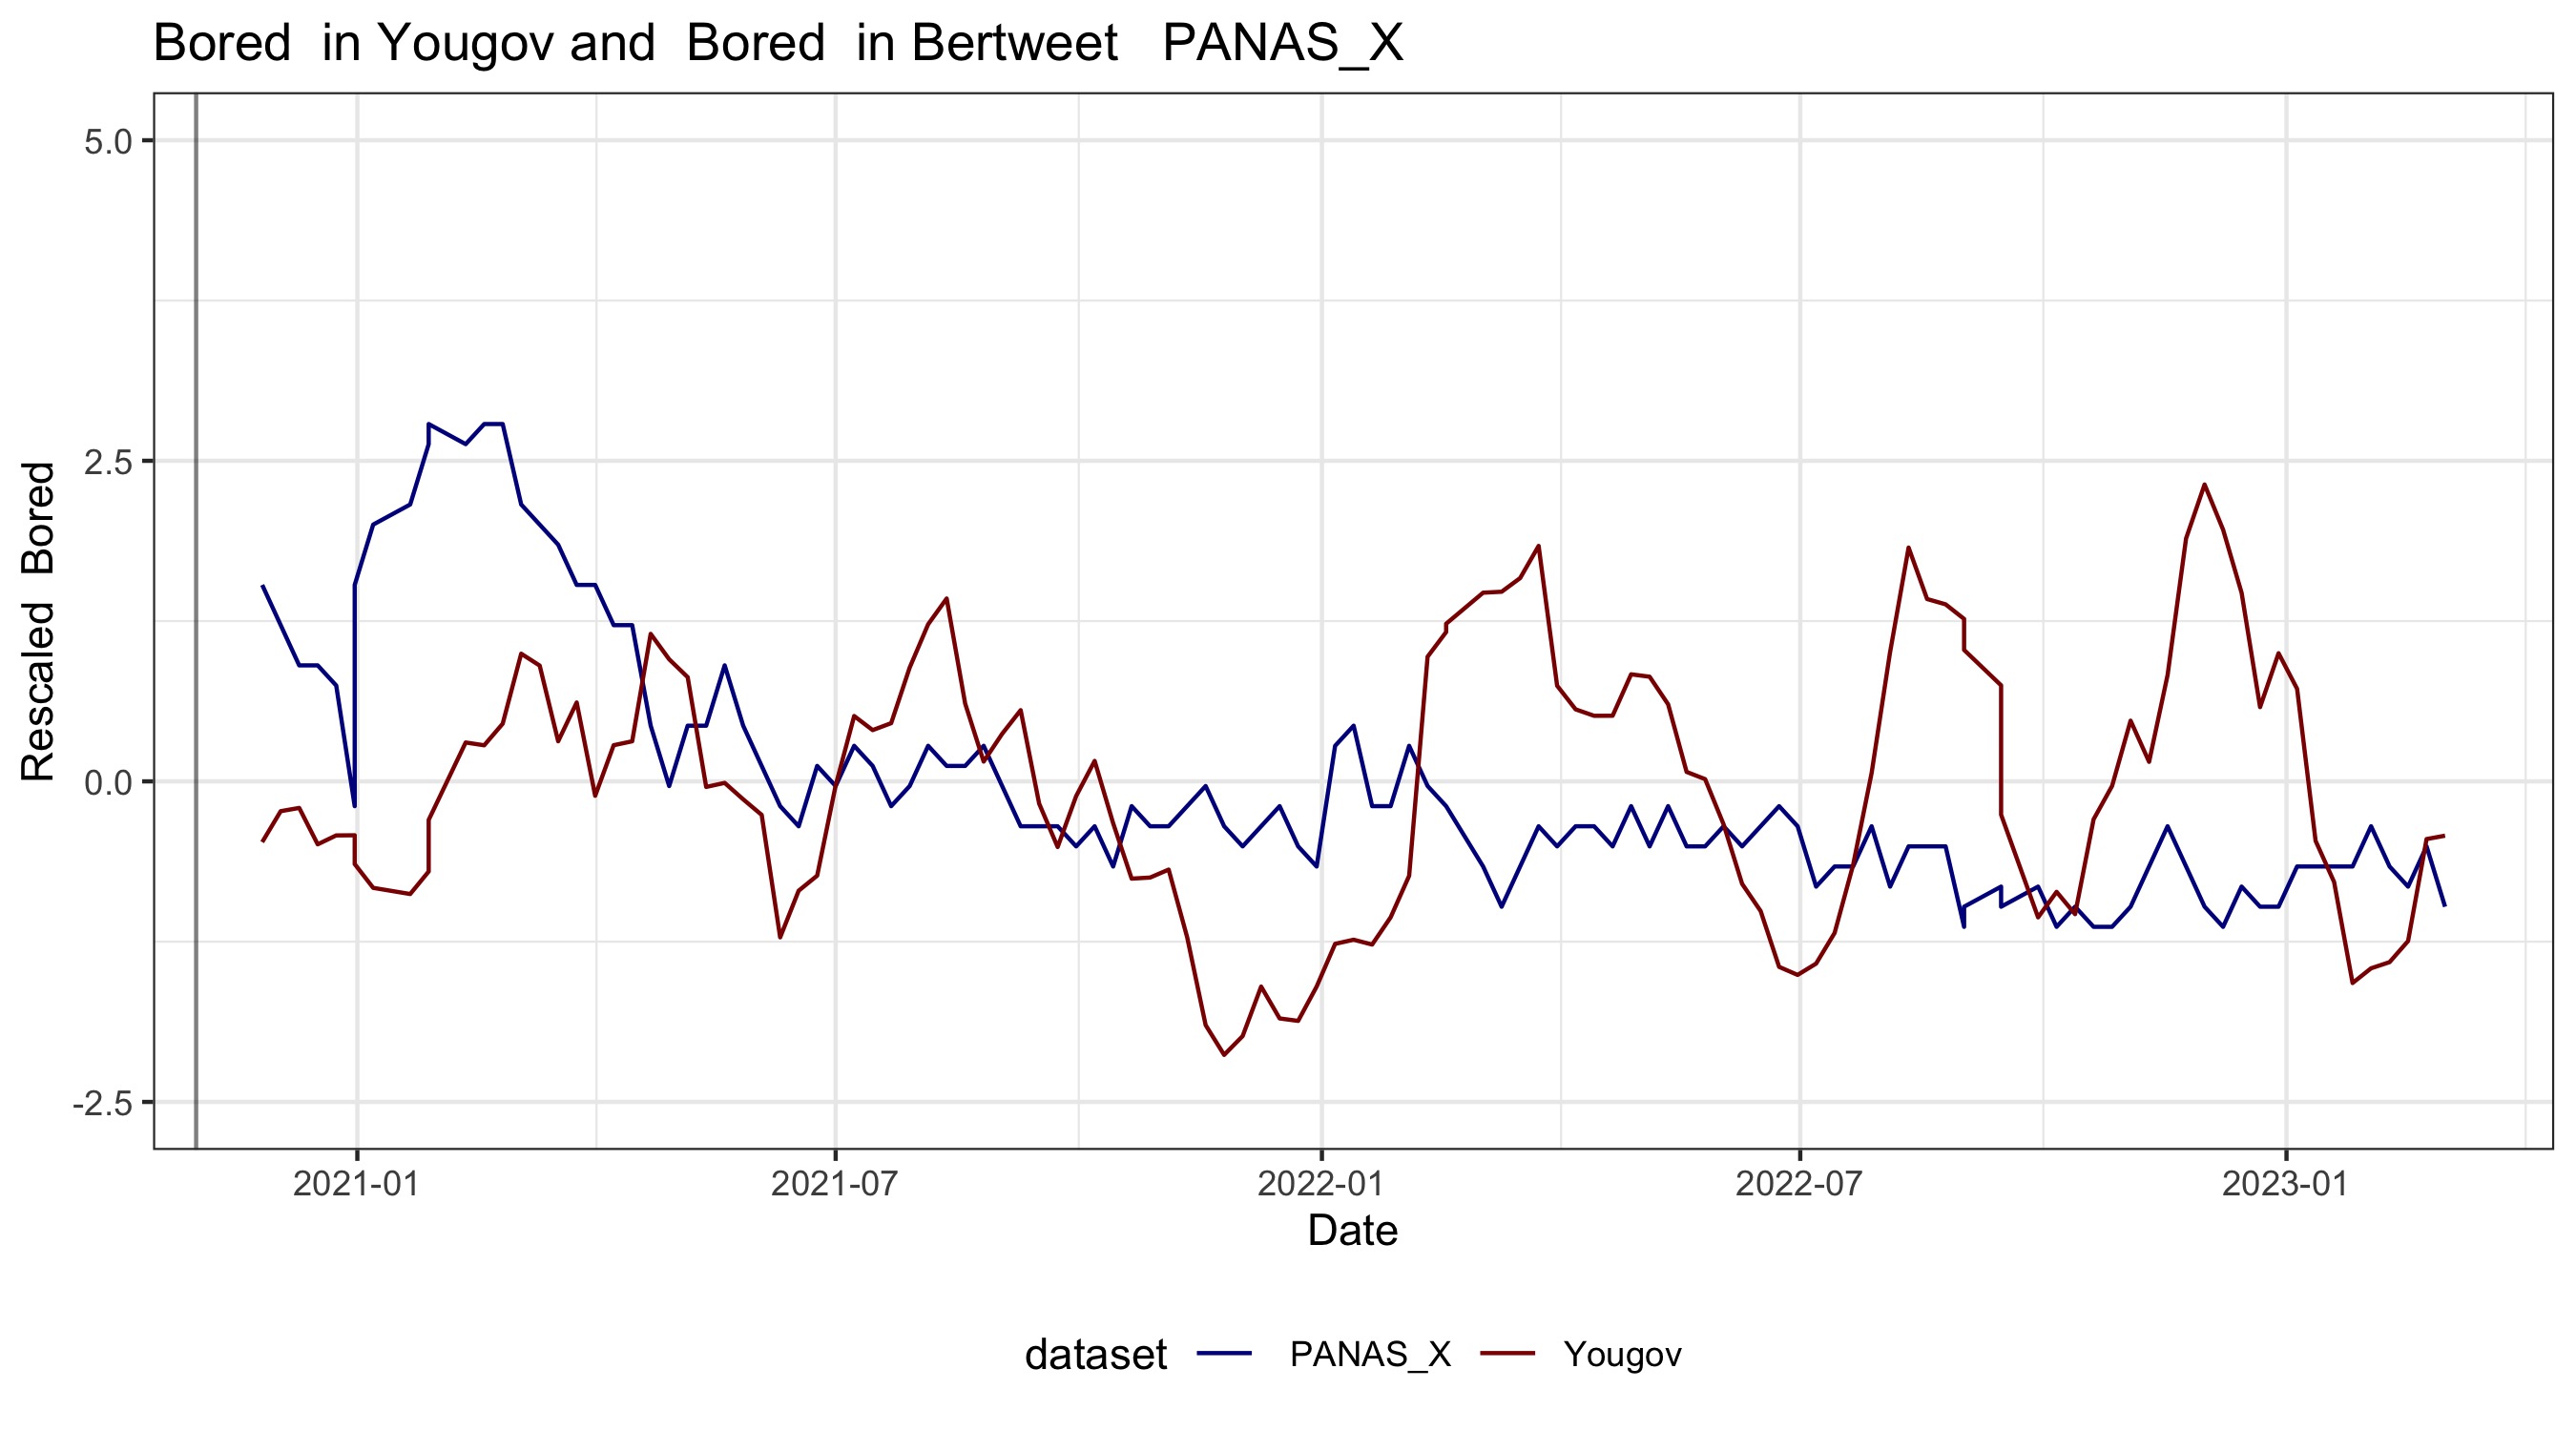 Bored  in Yougov and  Bored  in Bertweet   PANAS_X
Rescaled  Bored
5.0
2.5
0.0
-2.5
2021-01
2021-07
2022-01
2022-07
2023-01
Date
dataset PANAS_X Yougov